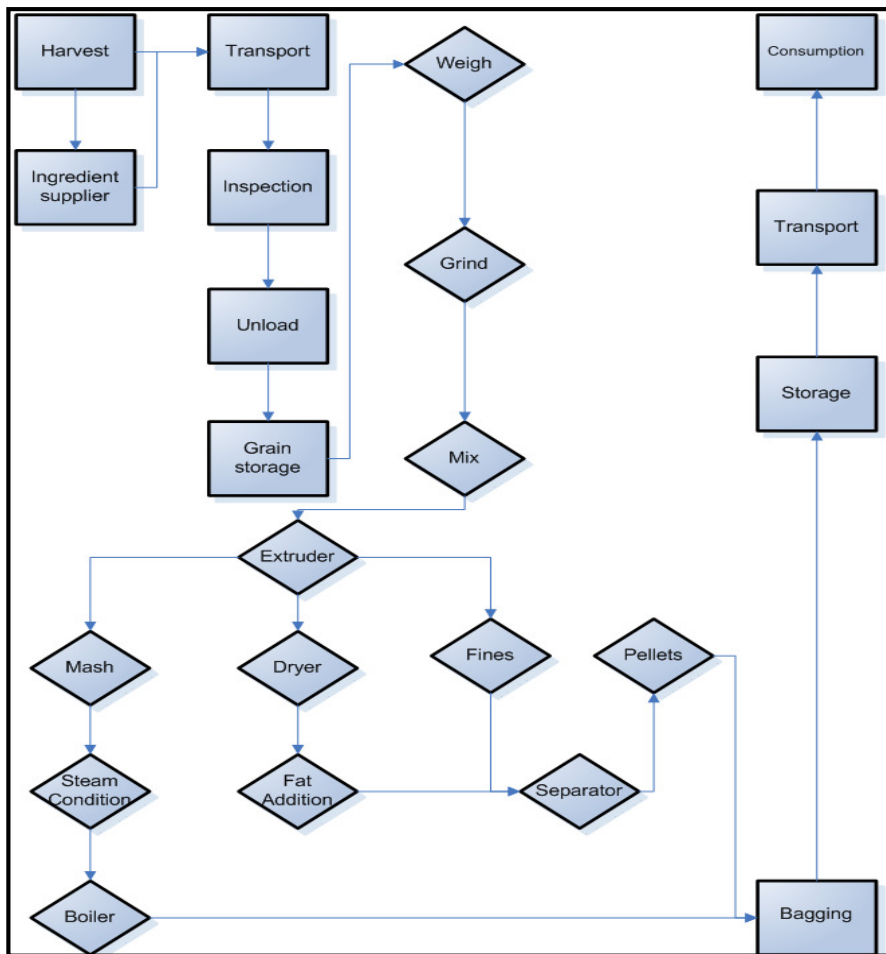 Harvest
Transport
Weigh
Consumption
Ingredient
supplier
Inspection
Transport
Grind
Unload
Storage
Grain
storage
Mix
Extruder
Mash
Dryer
Fines
Pellets
Steam
Condition
Fat
Addition
Separator
Boiler
Bagging